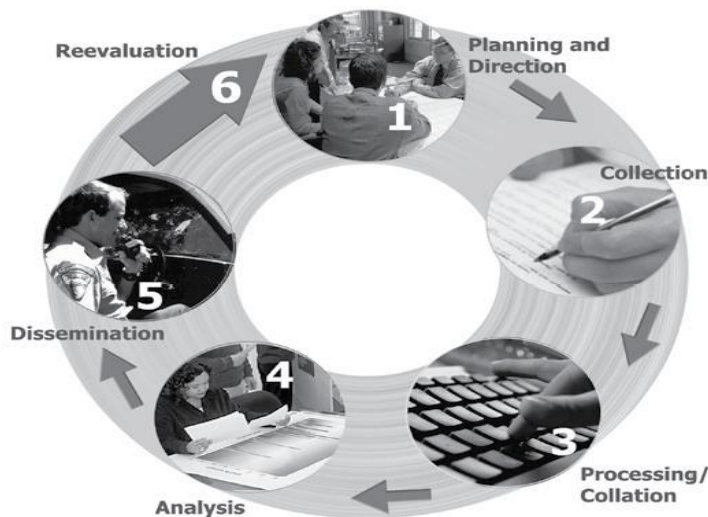 Reevaluation
6
1
Planning and
Direction
Collection
2
3
Processing/
Collation
4
Analysis
5
Dissemination